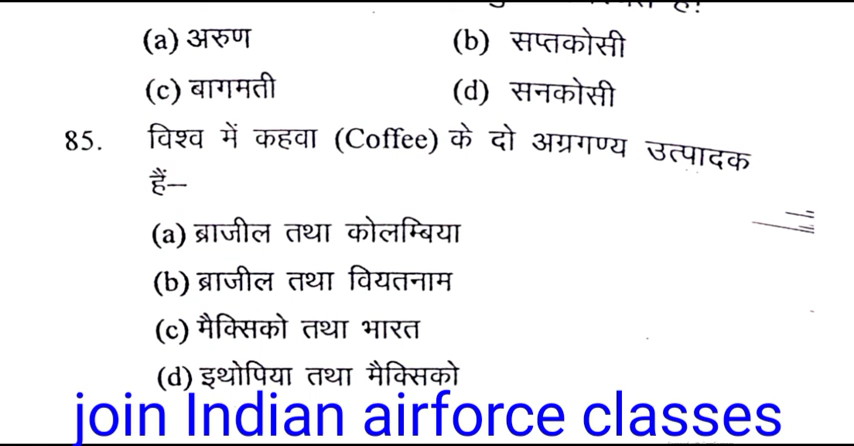 (a) अरुण (b) सप्तकोसी
(c) बागमती (d) सनकोसी
85. विश्व में कहवा (Coffee) के दो अग्रगण्य उत्पादक
हैं—
(a) ब्राजील तथा कोलम्बिया
(b) ब्राजील तथा वियतनाम
(c) मैक्सिको तथा भारत
(d) इथोपिया तथा मैक्सिको
join Indian airforce classes